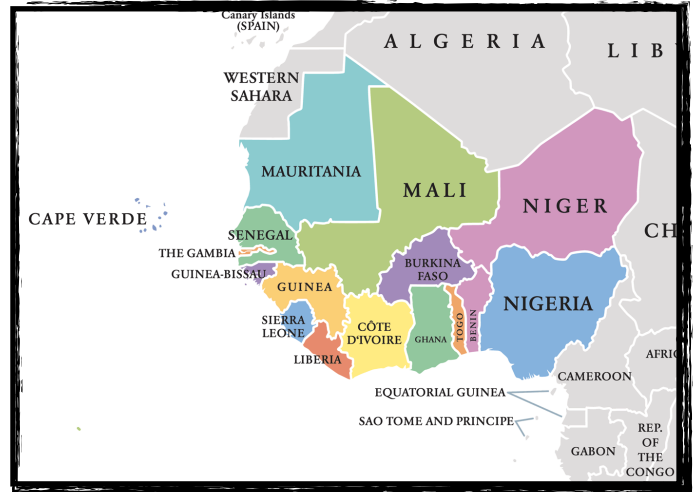 Canary Islands
(SPAIN)
ALGERIA
LIB
WESTERN
SAHARA
MAURITANIA
MALI
NIGER
CAPE VERDE
CH
SENEGAL
THE GAMBIA
GUINEA-BISSAU
GUINEA
BURKINA
FASO
NIGERIA
SIERRA
LEONE
CÔTE
D'IVOIRE
GHANA
TOGO
BENIN
LIBERIA
AFRI
CAMEROON
EQUATORIAL GUINEA
SAO TOME AND PRINCIPE
GABON
REP.
OF
THE
CONGO